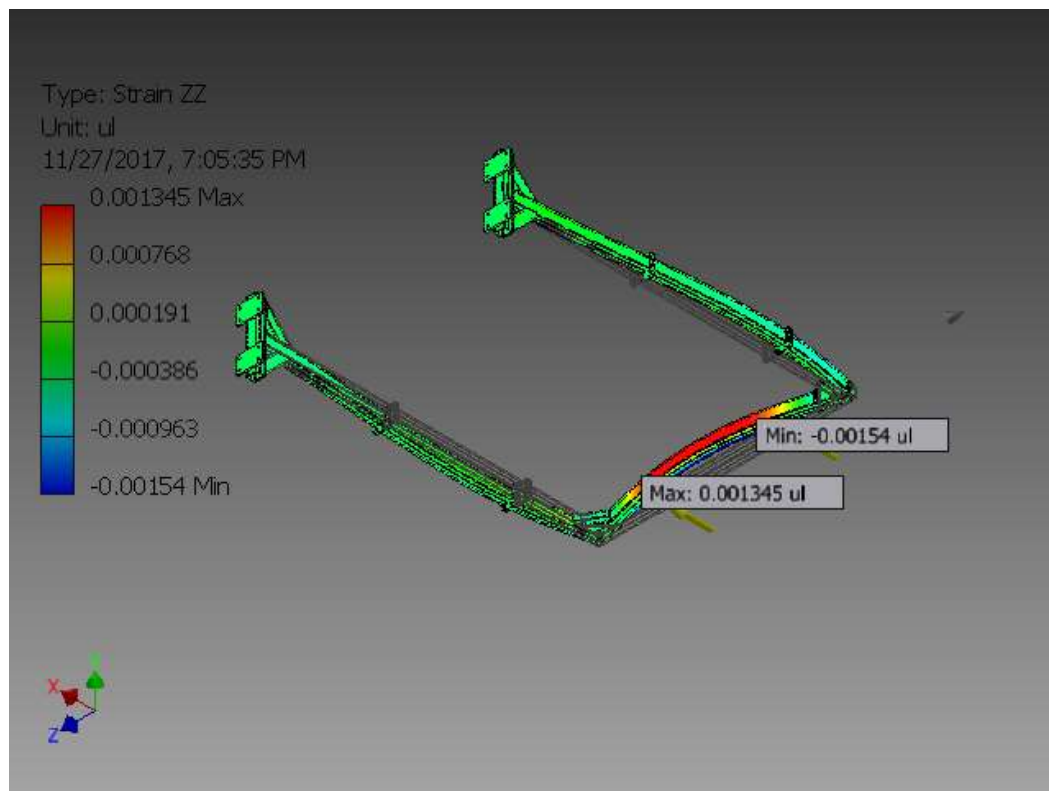 Type: Strain ZZ
Unit: ul
11/27/2017, 7:05:35 PM
0.001345 Max
0.000768
0.000191
-0.000386
-0.000963
-0.00154 Min
Min: -0.00154 ul
Max: 0.001345 ul
Y
X
Z